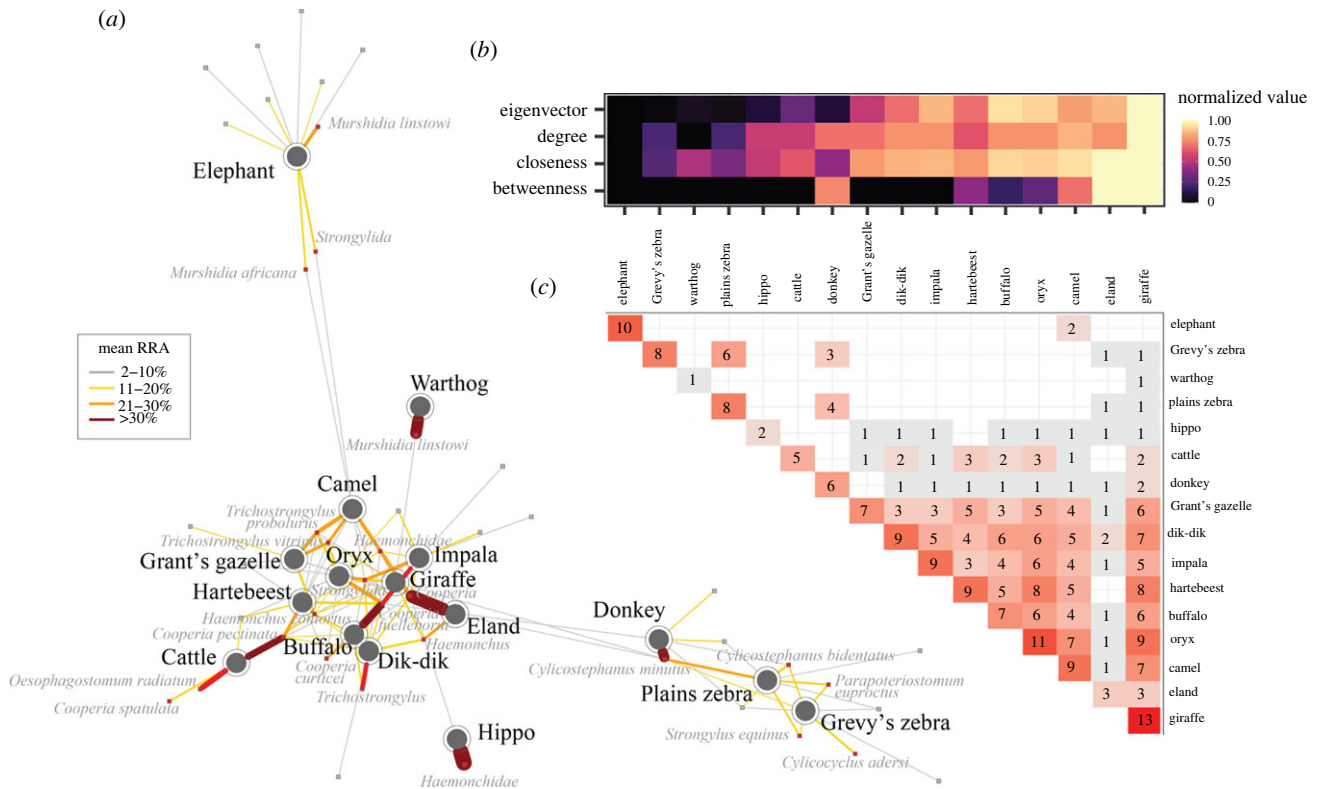 (a)
Murshidia linstowi
Elephant
Strongylida
Murshidia africana
mean RRA
2–10%
11–20%
21–30%
>30%
Warthog
Murshidia linstowi
Camel
Trichostrongylus
probolurus
Trichostrongylus vitrinus
Haemonchidae
Grant's gazelle
Oryx
Impala
Giraffe
Hartebeest
Strongylida
Cooperia
Haemonchus contortus
Cooperia
fuelleborni
Eland
Cooperia pectinata
Buffalo
Haemonchus
Cattle
Dik-dik
Cooperia
curticei
Oesophagostomum radiatum
Trichostrongylus
Cooperia spatulata
Hippo
Haemonchidae
Donkey
Cylicostephanus minutus
Cylicostephanus bidentatus
Plains zebra
Parapoteriostomum
euproctus
Grevy's zebra
Strongylus equinus
Cylicocyclus adersi
(b)
eigenvector
degree
closeness
betweenness
normalized value
1.00
0.75
0.50
0.25
0
(c)
elephant
Grevy's zebra
warthog
plains zebra
hippo
cattle
donkey
Grant's gazelle
dik-dik
impala
hartebeest
buffalo
oryx
camel
eland
giraffe
10 2 elephant
8 6 3 1 1 Grevy's zebra
1 1 warthog
8 4 1 1 plains zebra
2 1 1 1 1 1 1 1 1 hippo
5 1 2 1 3 2 3 1 2 cattle
6 1 1 1 1 1 1 1 2 donkey
7 3 3 5 3 5 4 1 6 Grant's gazelle
9 5 4 6 6 5 2 7 dik-dik
9 3 4 6 4 1 5 impala
9 5 8 5 8 hartebeest
7 6 4 1 6 buffalo
11 7 1 9 oryx
9 1 7 camel
3 3 eland
13 giraffe